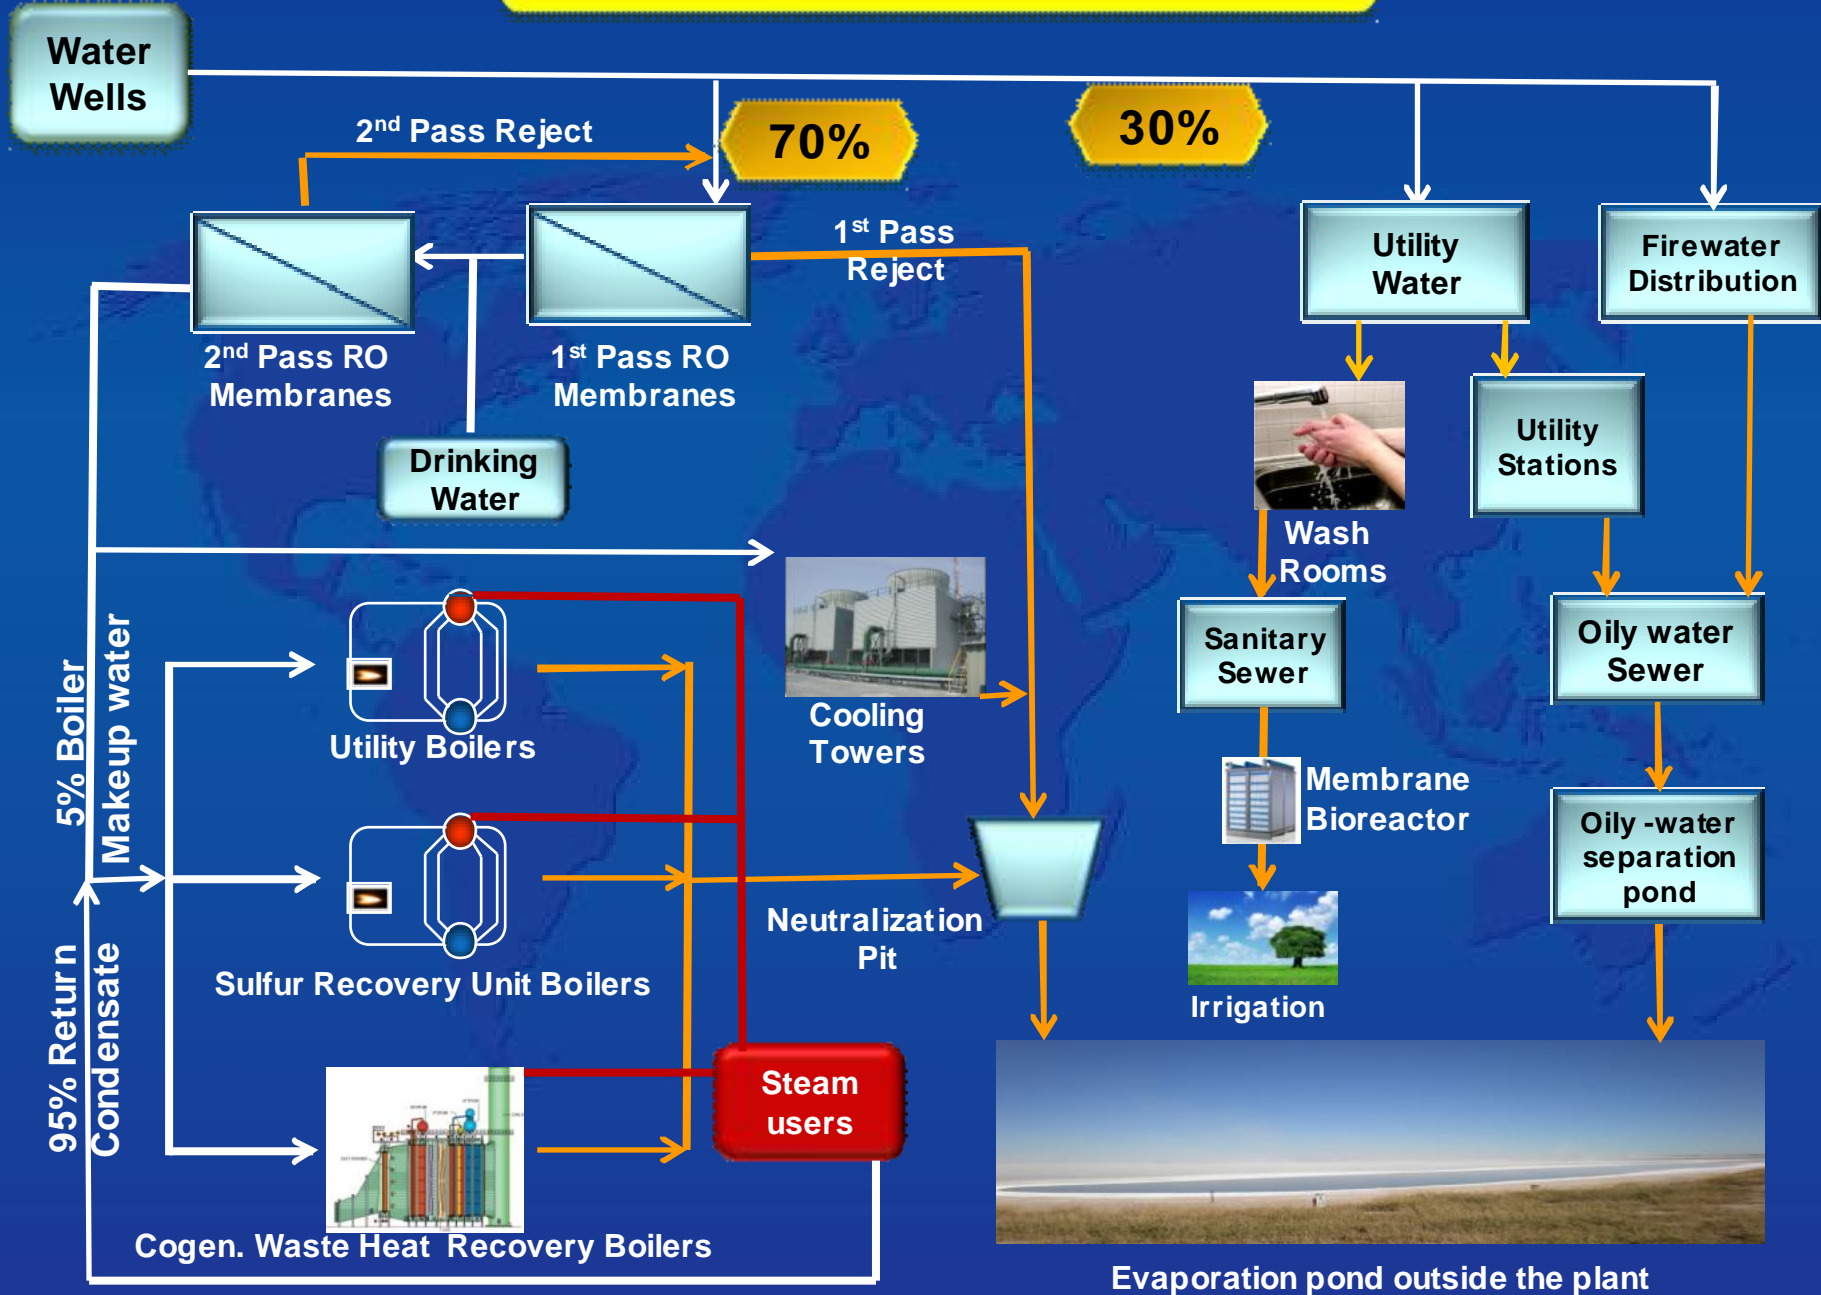 Water
Wells
2nd Pass Reject
70%
30%
1st Pass
Reject
Utility
Water
Firewater
Distribution
2nd Pass RO
Membranes
1st Pass RO
Membranes
Drinking
Water
Utility
Stations
Wash
Rooms
Sanitary
Sewer
Oily water
Sewer
5% Boiler
Makeup water
Utility Boilers
Cooling
Towers
Membrane
Bioreactor
Oily -water
separation
pond
Neutralization
Pit
95% Return
Condensate
Sulfur Recovery Unit Boilers
Irrigation
Steam
users
Cogen. Waste Heat Recovery Boilers
Evaporation pond outside the plant